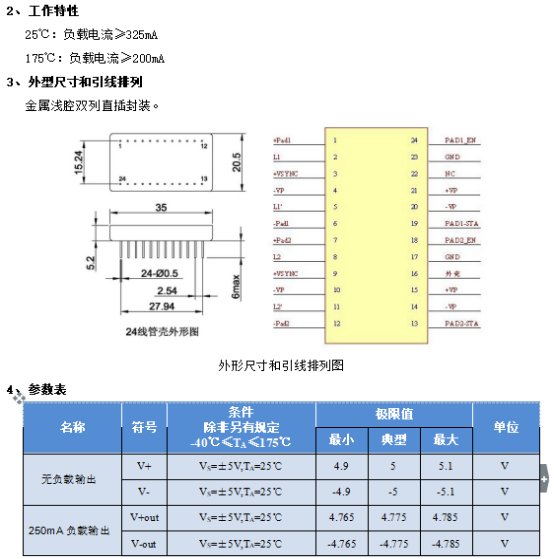 2、工作特性
25℃：负载电流≥325mA
175℃：负载电流≥200mA
3、外型尺寸和引线排列
金属浅腔双列直插封装。
1 12
24 13
15.24
20.5
35
5.2
24-Ø0.5
2.54
27.94
6max
24线管壳外形图
+Pad1 1 24 PAD1_EN
L1 2 23 GND
+VSYNC 3 22 NC
-VP 4 21 +VP
L1' 5 20 -VP
-Pad1 6 19 PAD1-STA
+Pad2 7 18 PAD2_EN
L2 8 17 GND
+VSYNC 9 16 外壳
-VP 10 15 +VP
L2' 11 14 -VP
-Pad2 12 13 PAD2-STA
外形尺寸和引线排列图
4、参数表
名称 符号 条件 除非另有规定 -40℃≤TA≤175℃ 极限值 单位
最小 典型 最大
无负载输出 V+ VS=±5V,TA=25℃ 4.9 5 5.1 V
V- VS=±5V,TA=25℃ -4.9 -5 -5.1 V
250mA 负载输出 V+out VS=±5V,TA=25℃ 4.765 4.775 4.785 V
V-out VS=±5V,TA=25℃ -4.765 -4.775 -4.785 V